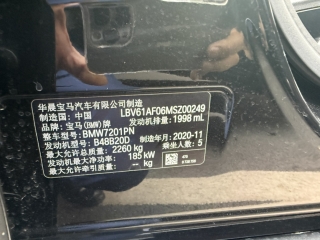 华晨宝马汽车有限公司制造
制造国：中国 LBV61AF06MSZ00249
品牌：宝马(BMW)牌 发动机排量：1998 mL
整车型号：BMW7201PN
发动机型号：B48B20D 制造年月：2020-11
最大允许总质量：2260 kg 乘坐人数：5
发动机最大净功率：185 kW
最大允许牵引质量：-- kg